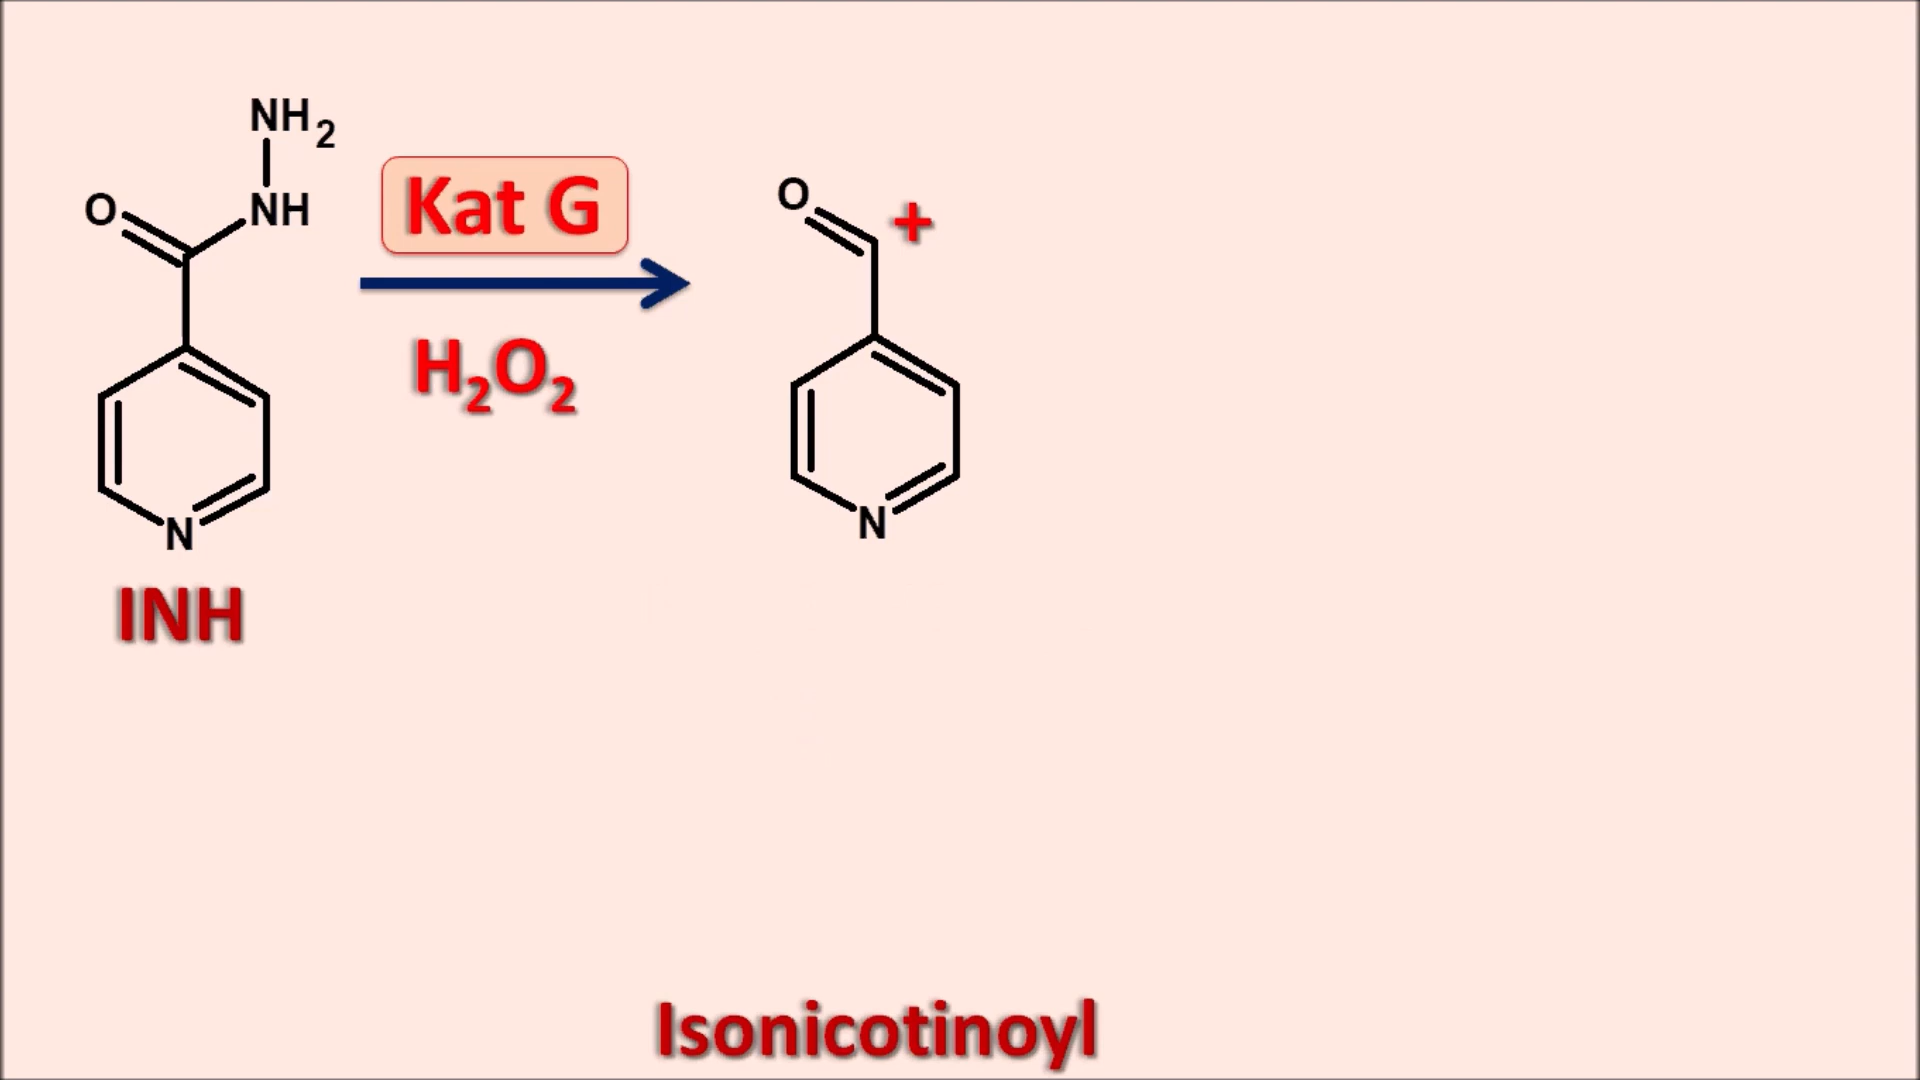 NH2
O
NH
Kat G
H2O2
N
INH
O
+
N
Isonicotinoyl